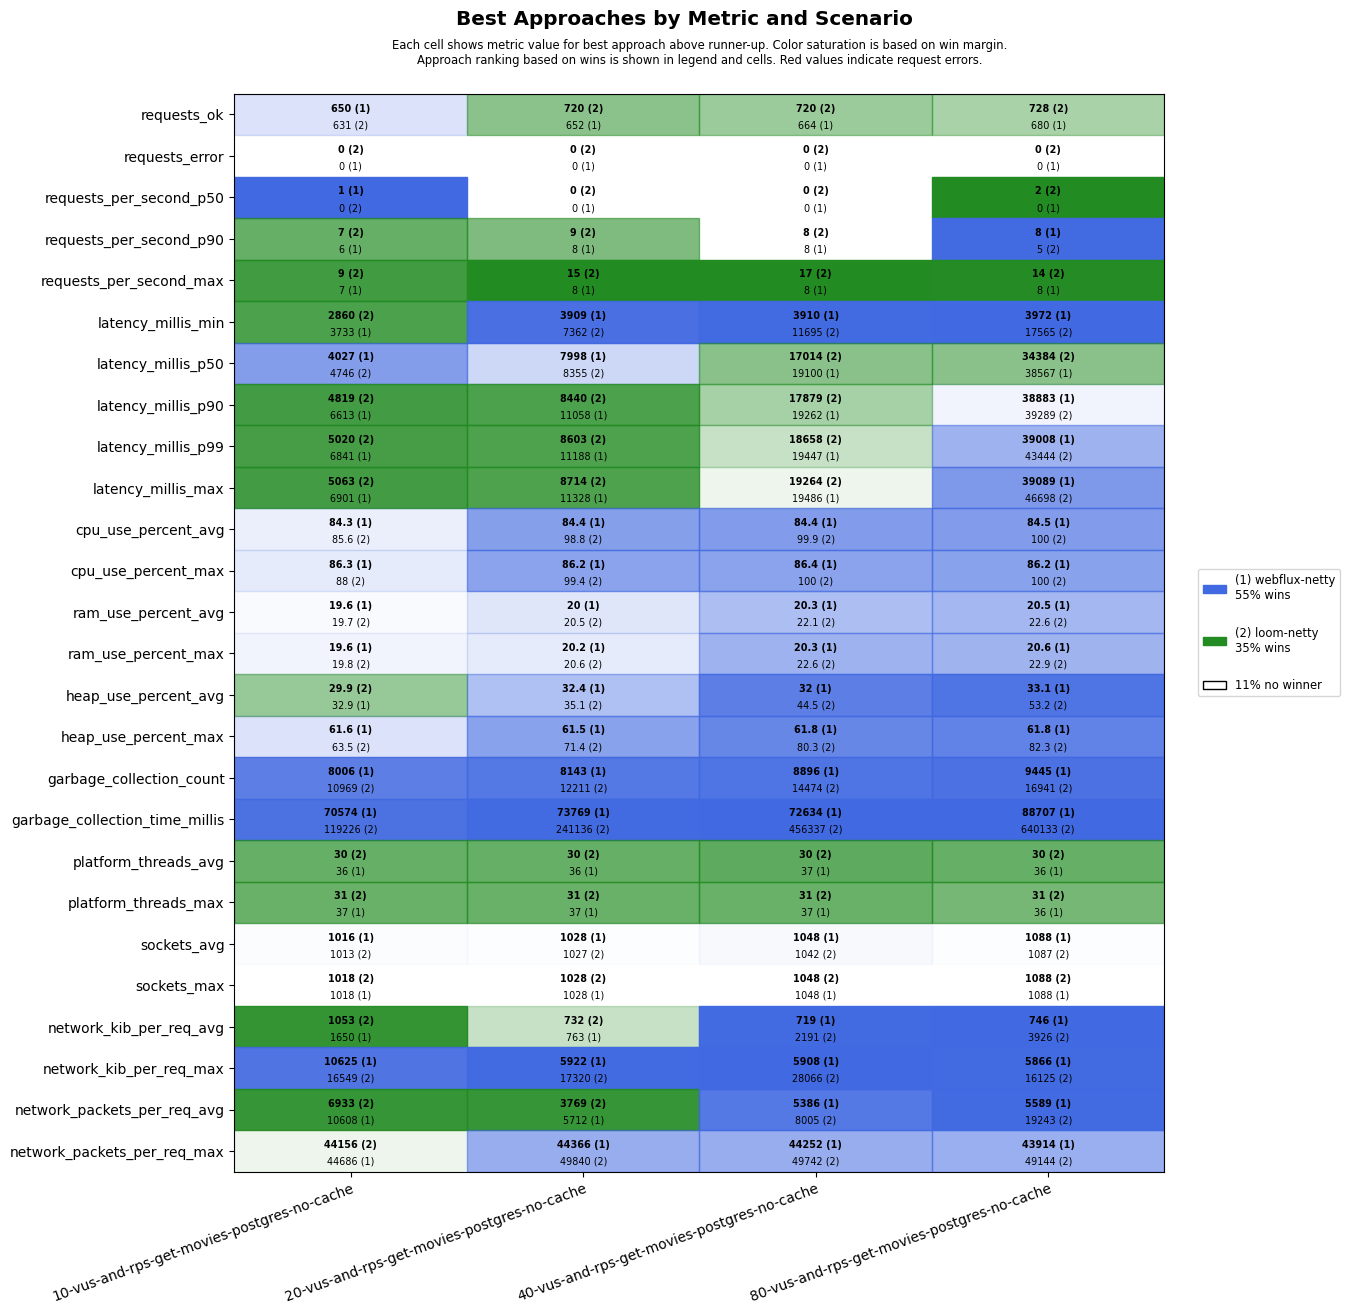 Best Approaches by Metric and Scenario
Each cell shows metric value for best approach above runner-up. Color saturation is based on win margin.
Approach ranking based on wins is shown in legend and cells. Red values indicate request errors.
requests_ok
650 (1) 720 (2) 720 (2) 728 (2)
631 (2) 652 (1) 664 (1) 680 (1)
requests_error
0 (2) 0 (2) 0 (2) 0 (2)
0 (1) 0 (1) 0 (1) 0 (1)
requests_per_second_p50
1 (1) 0 (2) 0 (2) 2 (2)
0 (2) 0 (1) 0 (1) 0 (1)
requests_per_second_p90
7 (2) 9 (2) 8 (2) 8 (1)
6 (1) 8 (1) 8 (1) 5 (2)
requests_per_second_max
9 (2) 15 (2) 17 (2) 14 (2)
7 (1) 8 (1) 8 (1) 8 (1)
latency_millis_min
2860 (2) 3909 (1) 3910 (1) 3972 (1)
3733 (1) 7362 (2) 11695 (2) 17565 (2)
latency_millis_p50
4027 (1) 7998 (1) 17014 (2) 34384 (2)
4746 (2) 8355 (2) 19100 (1) 38567 (1)
latency_millis_p90
4819 (2) 8440 (2) 17879 (2) 38883 (1)
6613 (1) 11058 (1) 19262 (1) 39289 (2)
latency_millis_p99
5020 (2) 8603 (2) 18658 (2) 39008 (1)
6841 (1) 11188 (1) 19447 (1) 43444 (2)
latency_millis_max
5063 (2) 8714 (2) 19264 (2) 39089 (1)
6901 (1) 11328 (1) 19486 (1) 46698 (2)
cpu_use_percent_avg
84.3 (1) 84.4 (1) 84.4 (1) 84.5 (1)
85.6 (2) 98.8 (2) 99.9 (2) 100 (2)
cpu_use_percent_max
86.3 (1) 86.2 (1) 86.4 (1) 86.2 (1)
88 (2) 99.4 (2) 100 (2) 100 (2)
ram_use_percent_avg
19.6 (1) 20 (1) 20.3 (1) 20.5 (1)
19.7 (2) 20.5 (2) 22.1 (2) 22.6 (2)
ram_use_percent_max
19.6 (1) 20.2 (1) 20.3 (1) 20.6 (1)
19.8 (2) 20.6 (2) 22.6 (2) 22.9 (2)
heap_use_percent_avg
29.9 (2) 32.4 (1) 32 (1) 33.1 (1)
32.9 (1) 35.1 (2) 44.5 (2) 53.2 (2)
heap_use_percent_max
61.6 (1) 61.5 (1) 61.8 (1) 61.8 (1)
63.5 (2) 71.4 (2) 80.3 (2) 82.3 (2)
garbage_collection_count
8006 (1) 8143 (1) 8896 (1) 9445 (1)
10969 (2) 12211 (2) 14474 (2) 16941 (2)
garbage_collection_time_millis
70574 (1) 73769 (1) 72634 (1) 88707 (1)
119226 (2) 241136 (2) 456337 (2) 640133 (2)
platform_threads_avg
30 (2) 30 (2) 30 (2) 30 (2)
36 (1) 36 (1) 37 (1) 36 (1)
platform_threads_max
31 (2) 31 (2) 31 (2) 31 (2)
37 (1) 37 (1) 37 (1) 36 (1)
sockets_avg
1016 (1) 1028 (1) 1048 (1) 1088 (1)
1013 (2) 1027 (2) 1042 (2) 1087 (2)
sockets_max
1018 (2) 1028 (2) 1048 (2) 1088 (2)
1018 (1) 1028 (1) 1048 (1) 1088 (1)
network_kib_per_req_avg
1053 (2) 732 (2) 719 (1) 746 (1)
1650 (1) 763 (1) 2191 (2) 3926 (2)
network_kib_per_req_max
10625 (1) 5922 (1) 5908 (1) 5866 (1)
16549 (2) 17320 (2) 28066 (2) 16125 (2)
network_packets_per_req_avg
6933 (2) 3769 (2) 5386 (1) 5589 (1)
10608 (1) 5712 (1) 8005 (2) 19243 (2)
network_packets_per_req_max
44156 (2) 44366 (1) 44252 (1) 43914 (1)
44686 (1) 49840 (2) 49742 (2) 49144 (2)
10-vus-and-rps-get-movies-postgres-no-cache
20-vus-and-rps-get-movies-postgres-no-cache
40-vus-and-rps-get-movies-postgres-no-cache
80-vus-and-rps-get-movies-postgres-no-cache
(1) webflux-netty
55% wins
(2) loom-netty
35% wins
11% no winner